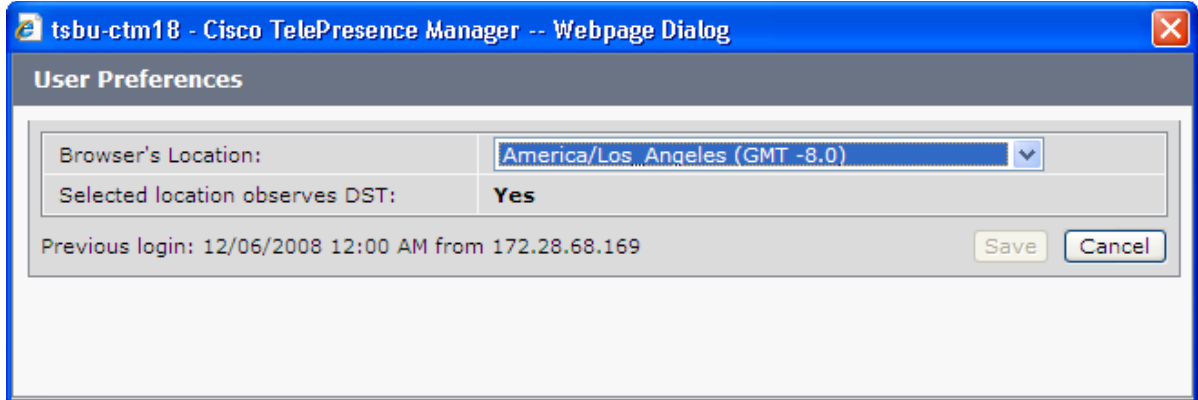 tsbu-ctm18 - Cisco TelePresence Manager -- Webpage Dialog
User Preferences
Browser's Location: America/Los_Angeles (GMT -8.0)
Selected location observes DST: Yes
Previous login: 12/06/2008 12:00 AM from 172.28.68.169 Save Cancel